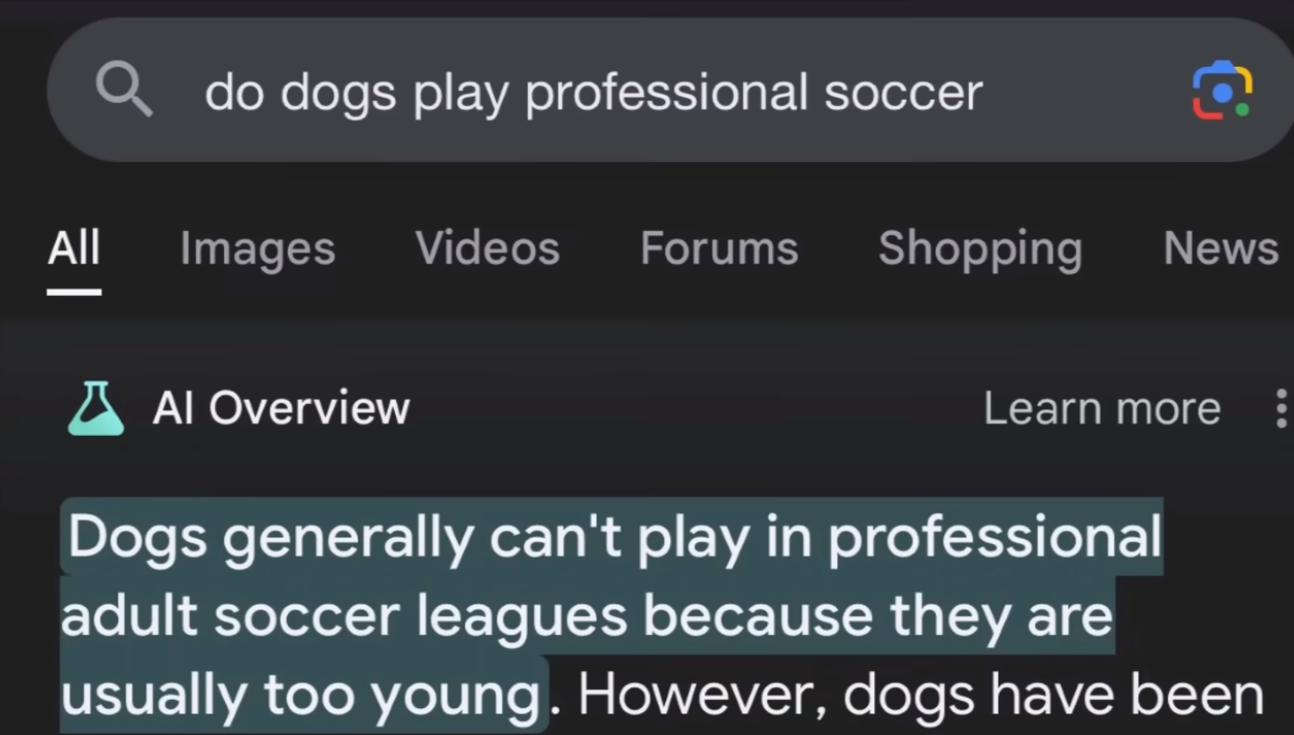 do dogs play professional soccer
All Images Videos Forums Shopping News
AI Overview Learn more
Dogs generally can't play in professional
adult soccer leagues because they are
usually too young. However, dogs have been